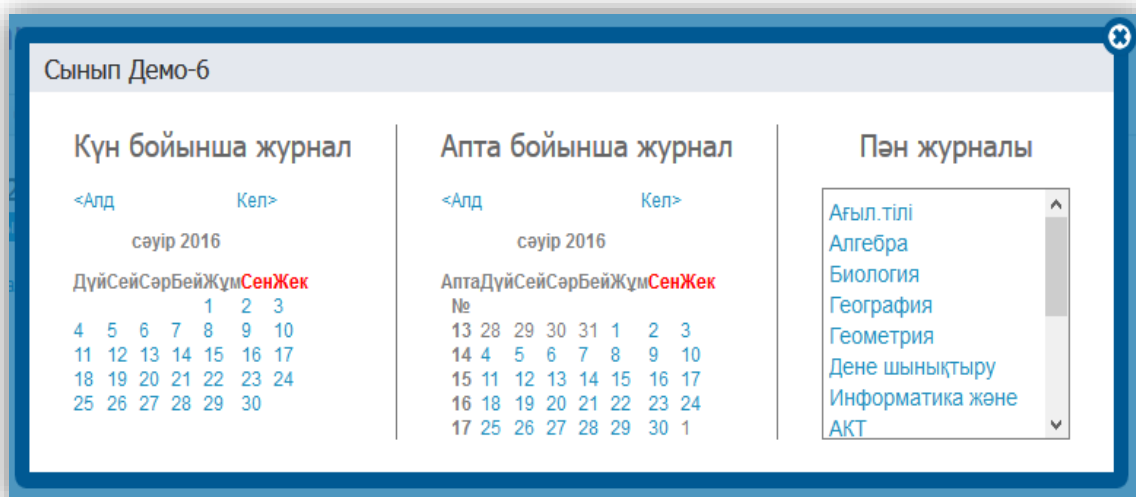 Сынып Демо-6
Күн бойынша журнал
<Алд Кел>
сәуір 2016
ДүйСейСәрБейЖұмСенЖек
1 2 3
4 5 6 7 8 9 10
11 12 13 14 15 16 17
18 19 20 21 22 23 24
25 26 27 28 29 30
Апта бойынша журнал
<Алд Кел>
сәуір 2016
АптаДүйСейСәрБейЖұмСенЖек
№
13 28 29 30 31 1 2 3
14 4 5 6 7 8 9 10
15 11 12 13 14 15 16 17
16 18 19 20 21 22 23 24
17 25 26 27 28 29 30 1
Пән журналы
Ағыл.тілі
Алгебра
Биология
География
Геометрия
Дене шынықтыру
Информатика және
АКТ